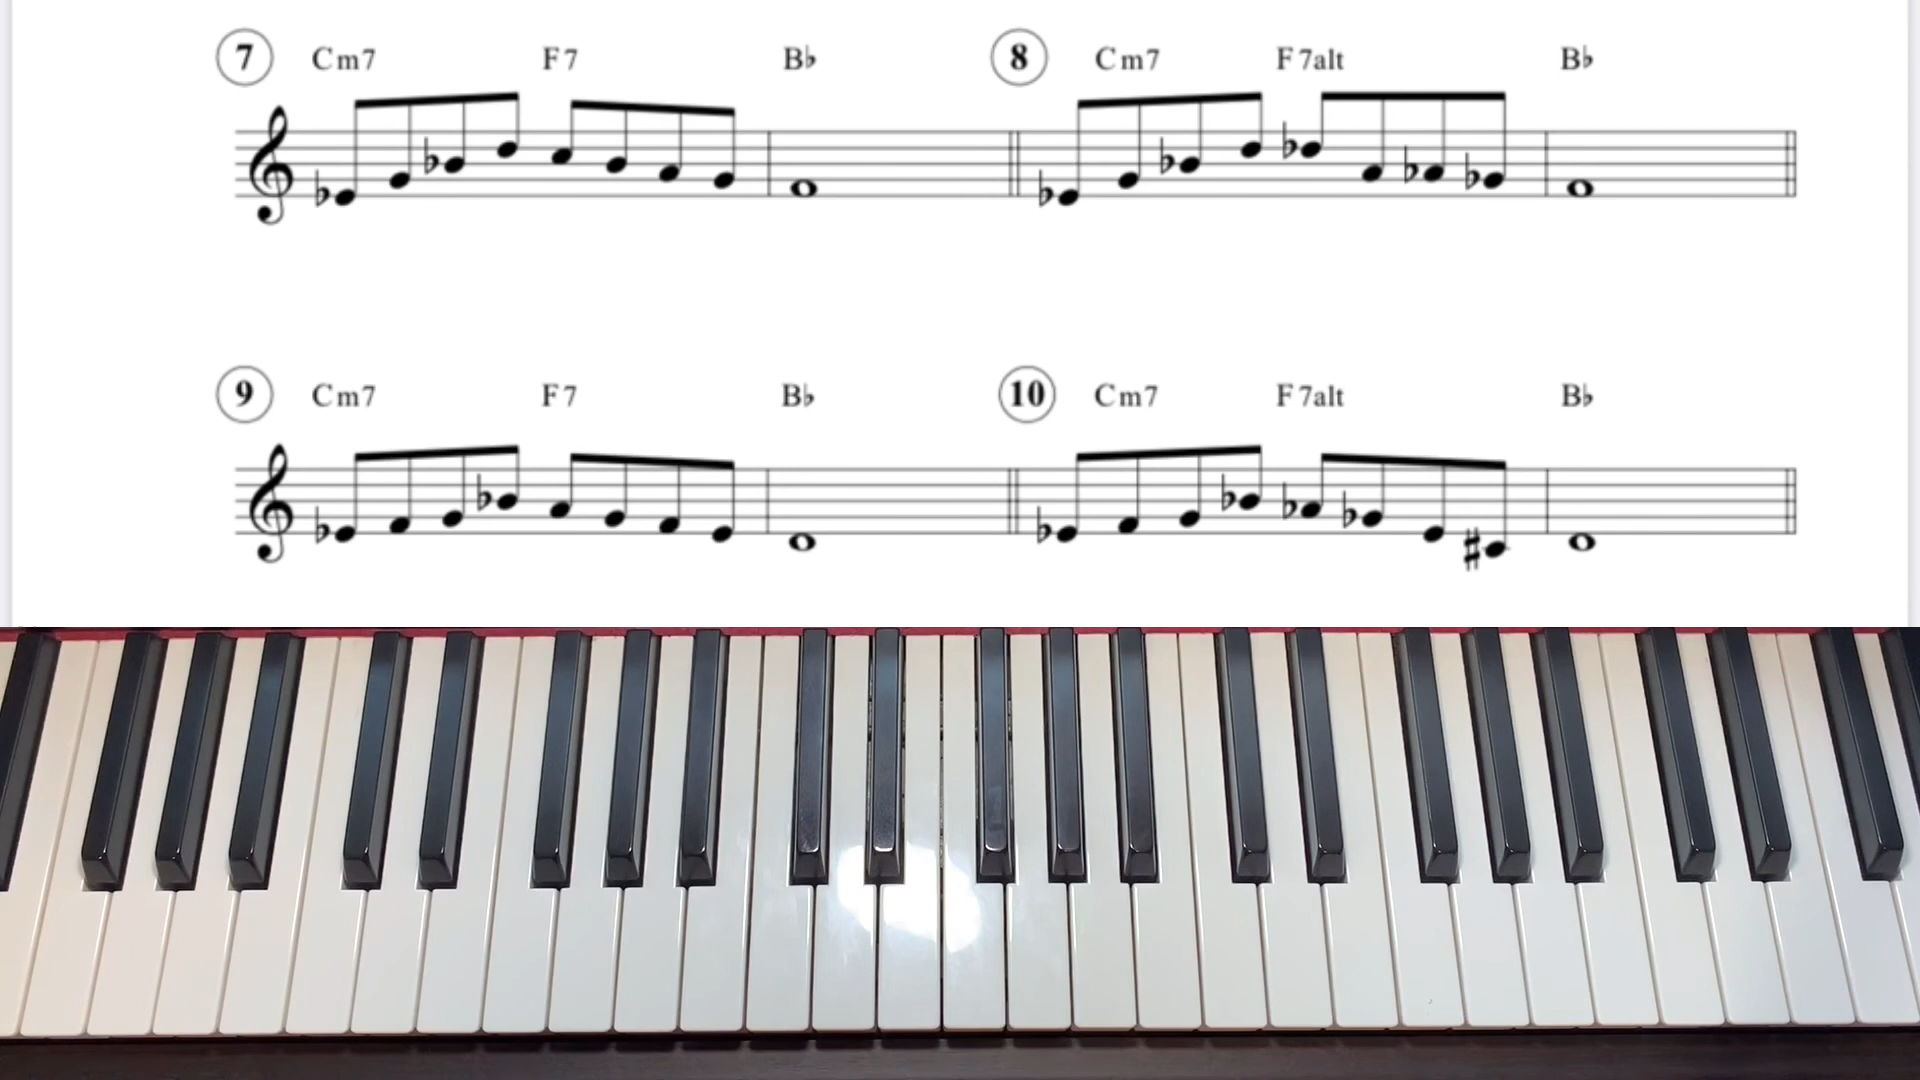 7 Cm7 F7 B♭ 8 Cm7 F7alt B♭
9 Cm7 F7 B♭ 10 Cm7 F7alt B♭